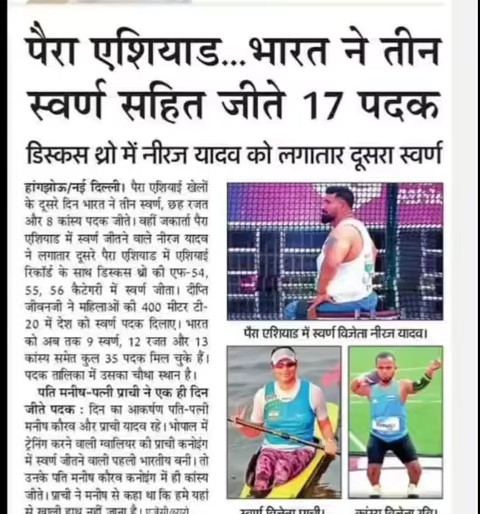 पैरा एशियाड...भारत ने तीन
स्वर्ण सहित जीते 17 पदक
डिस्कस थ्रो में नीरज यादव को लगातार दूसरा स्वर्ण
हांगझोऊ/नई दिल्ली। पैरा एशियाई खेलों
के दूसरे दिन भारत ने तीन स्वर्ण, छह रजत
और 8 कांस्य पदक जीते। वहीं जकार्ता पैरा
एशियाड में स्वर्ण जीतने वाले नीरज यादव
ने लगातार दूसरे पैरा एशियाड में एशियाई
रिकॉर्ड के साथ डिस्कस थ्रो की एफ-54,
55, 56 कैटेगरी में स्वर्ण जीता। दीप्ति
जीवनजी ने महिलाओं की 400 मीटर टी-
20 में देश को स्वर्ण पदक दिलाए। भारत
को अब तक 9 स्वर्ण, 12 रजत और 13
कांस्य समेत कुल 35 पदक मिल चुके हैं।
पदक तालिका में उसका चौथा स्थान है।
पति मनीष-पत्नी प्राची ने एक ही दिन
जीते पदक : दिन का आकर्षण पति-पत्नी
मनीष कौरव और प्राची यादव रहे। भोपाल में
ट्रेनिंग करने वाली ग्वालियर की प्राची कनोइंग
में स्वर्ण जीतने वाली पहली भारतीय बनी। तो
उनके पति मनीष कौरव कनोइंग में ही कांस्य
जीते। प्राची ने मनीष से कहा था कि हमे यहां
से खाली हाथ नहीं जाना है।
पैरा एशियाड में स्वर्ण विजेता नीरज यादव।
स्वर्ण विजेता प्राची।
कांस्य विजेता रवि।